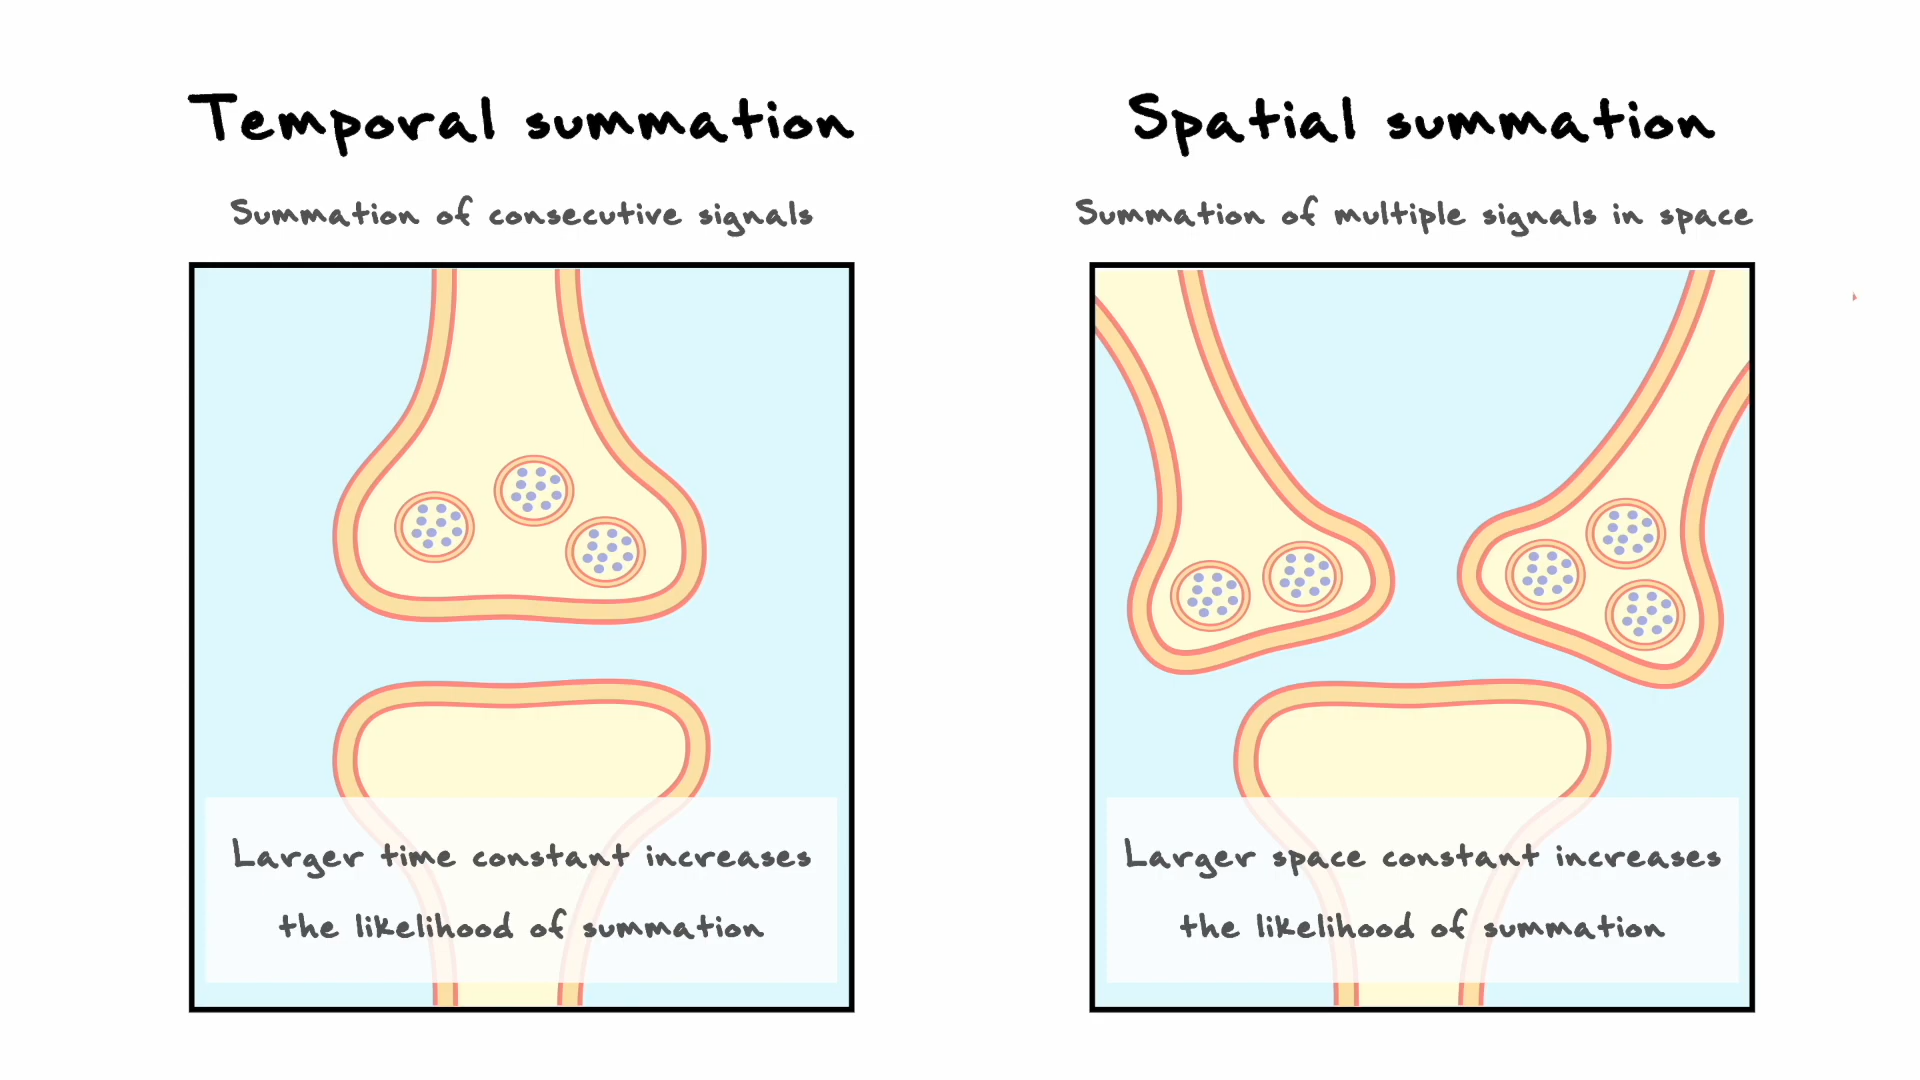 Temporal summation
Summation of consecutive signals
Larger time constant increases
the likelihood of summation
Spatial summation
Summation of multiple signals in space
Larger space constant increases
the likelihood of summation